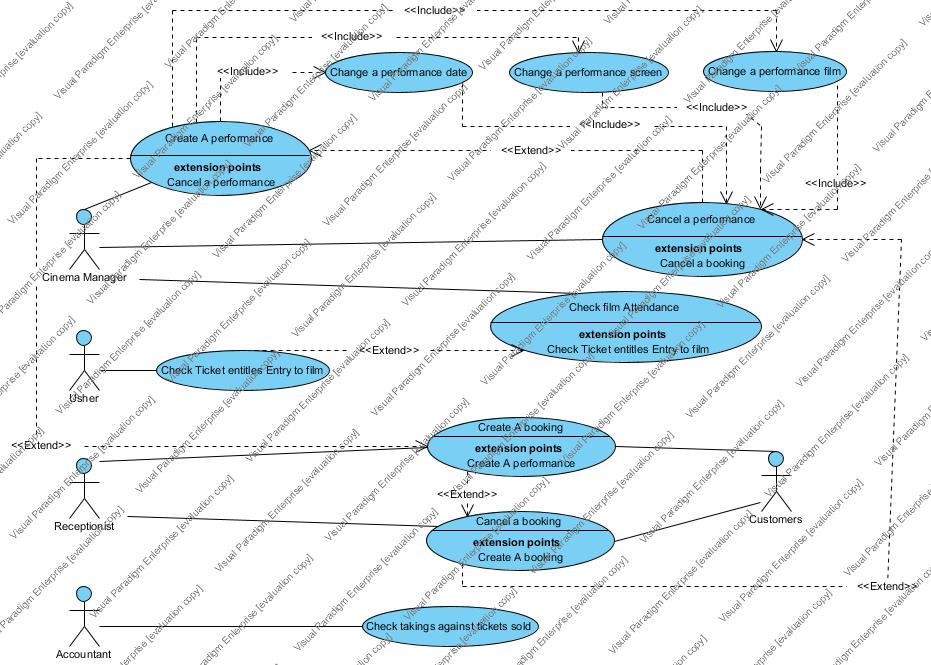 <<Include>>
<<Include>>
<<Include>>
Change a performance date
Change a performance screen
Change a performance film
<<Include>>
<<Include>>
Create A performance
<<Extend>>
extension points
Cancel a performance
<<Include>>
Cancel a performance
extension points
Cancel a booking
Cinema Manager
Check film Attendance
extension points
Check Ticket entitles Entry to film
<<Extend>>
Check Ticket entitles Entry to film
Usher
Create A booking
<<Extend>>
extension points
Create A performance
<<Extend>>
Receptionist
Cancel a booking
Customers
extension points
Create A booking
<<Extend>>
Check takings against tickets sold
Accountant
Visual Paradigm Enterprise [evaluation copy]